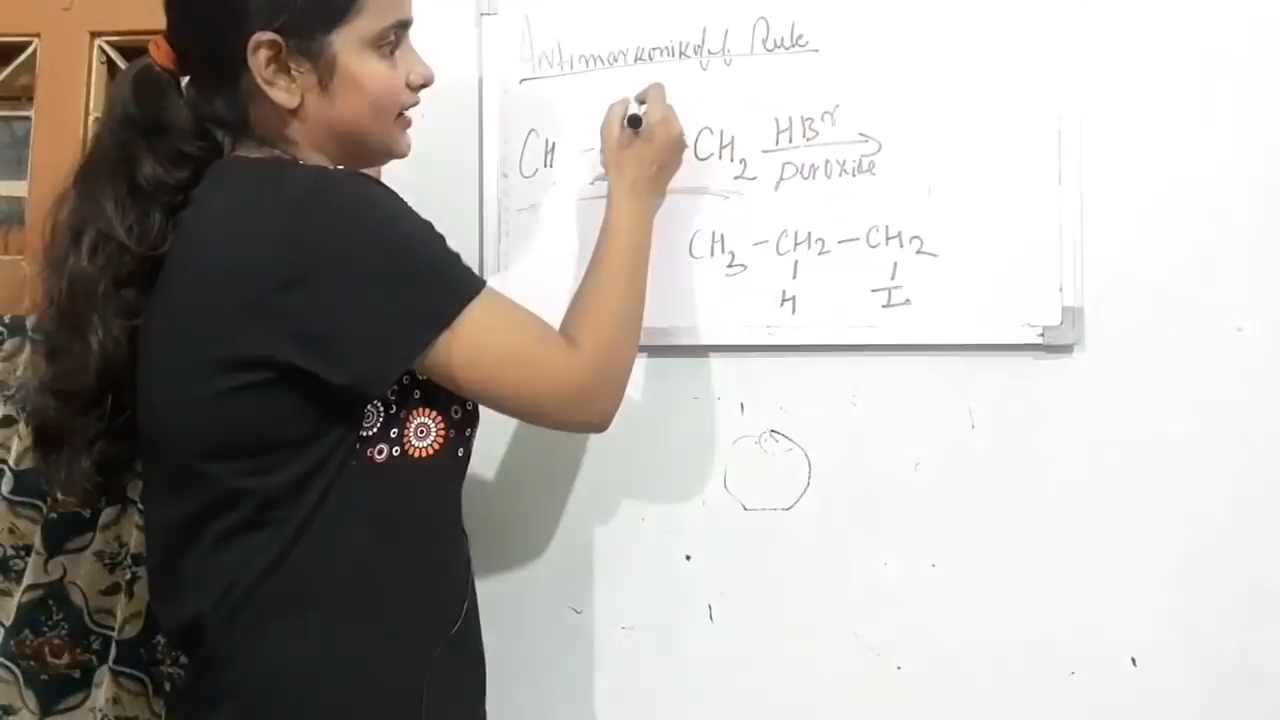 Antimarkonikoff Rule
CH - CH2 HBr
peroxide
CH3 - CH2 - CH2
H I